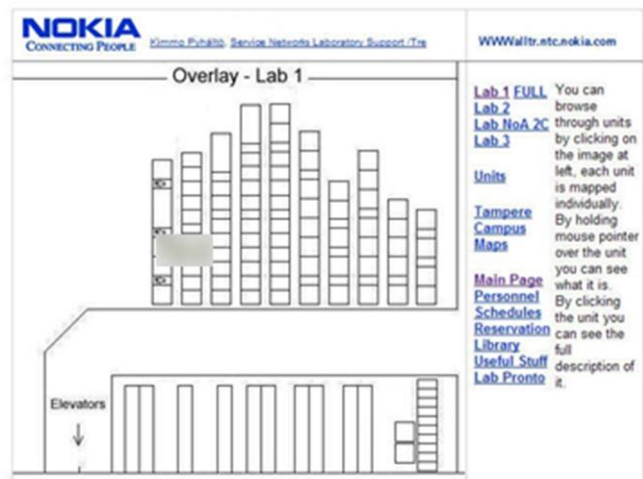 NOKIA
CONNECTING PEOPLE
Kimmo Pyhältö, Service Networks Laboratory Support /Tre
WWWalltr.ntc.nokia.com
Overlay - Lab 1
Elevators
Lab 1 FULL
Lab 2
Lab NoA 2C
Lab 3
Units
Tampere
Campus
Maps
Main Page
Personnel
Schedules
Reservation
Library
Useful Stuff
Lab Pronto
You can
browse
through units
by clicking on
the image at
left, each unit
is mapped
individually.
By holding
mouse pointer
over the unit
you can see
what it is.
By clicking
the unit you
can see the
full
description of
it.